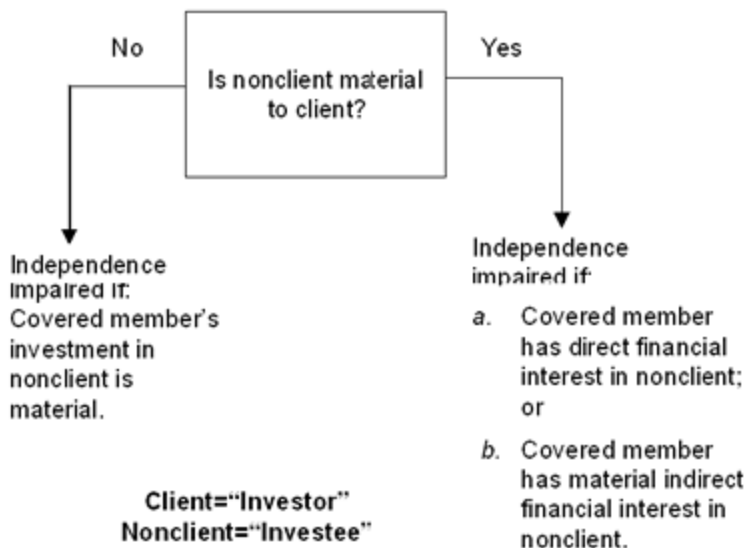 No
Yes
Is nonclient material
to client?
Independence
impaired if:
Covered member's
investment in
nonclient is
material.
Independence
impaired if:
a. Covered member
has direct financial
interest in nonclient;
or
b. Covered member
has material indirect
financial interest in
nonclient.
Client="Investor"
Nonclient="Investee"